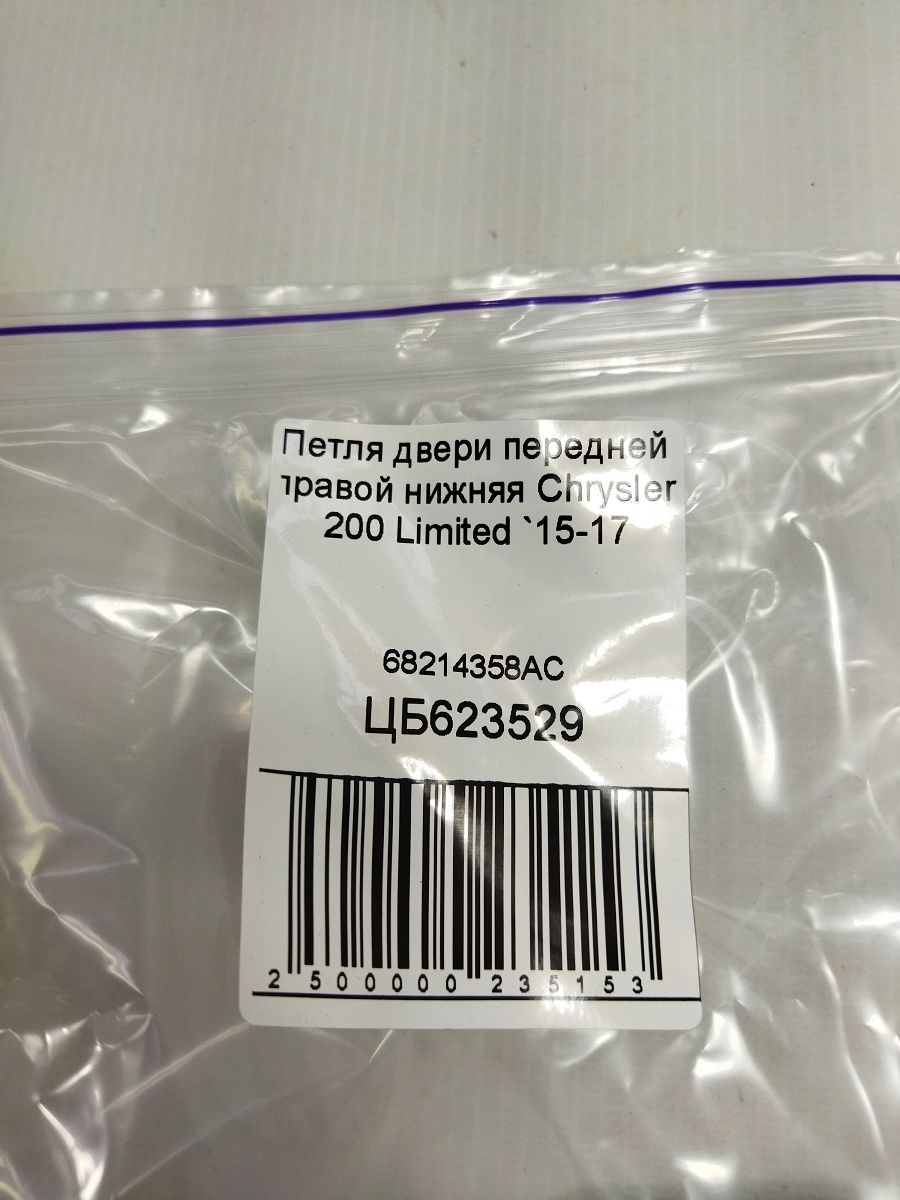 Петля двери передней
правой нижняя Chrysler
200 Limited `15-17
68214358AC
ЦБ623529
2 500000 235153